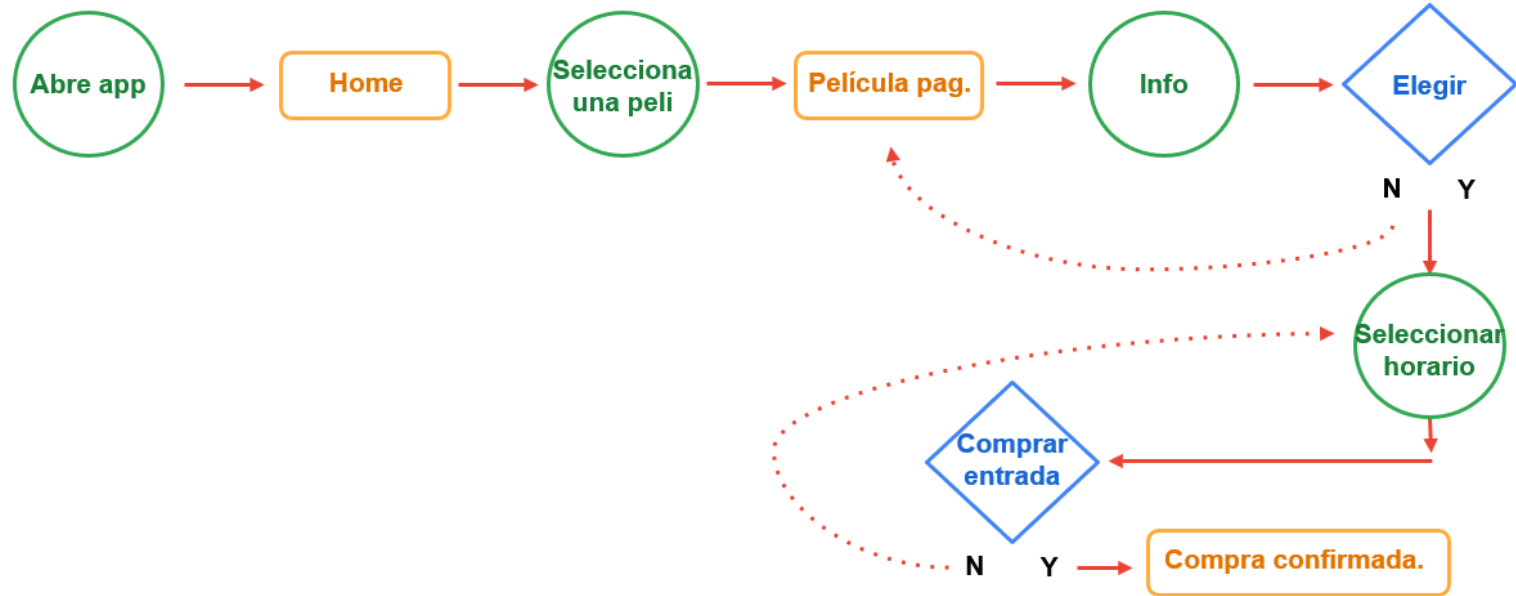 Abre app
Home
Selecciona
una peli
Película pag.
Info
Elegir
N
Y
Seleccionar
horario
Comprar
entrada
N
Y
Compra confirmada.